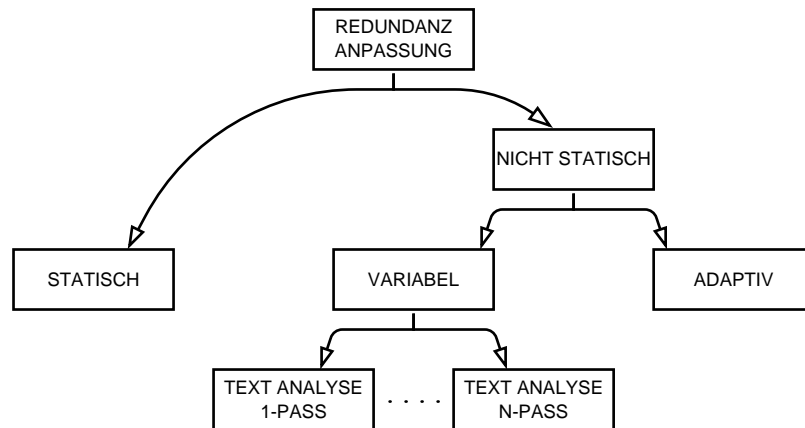 REDUNDANZ
ANPASSUNG
NICHT STATISCH
STATISCH
VARIABEL
ADAPTIV
TEXT ANALYSE
1-PASS
. . . .
TEXT ANALYSE
N-PASS